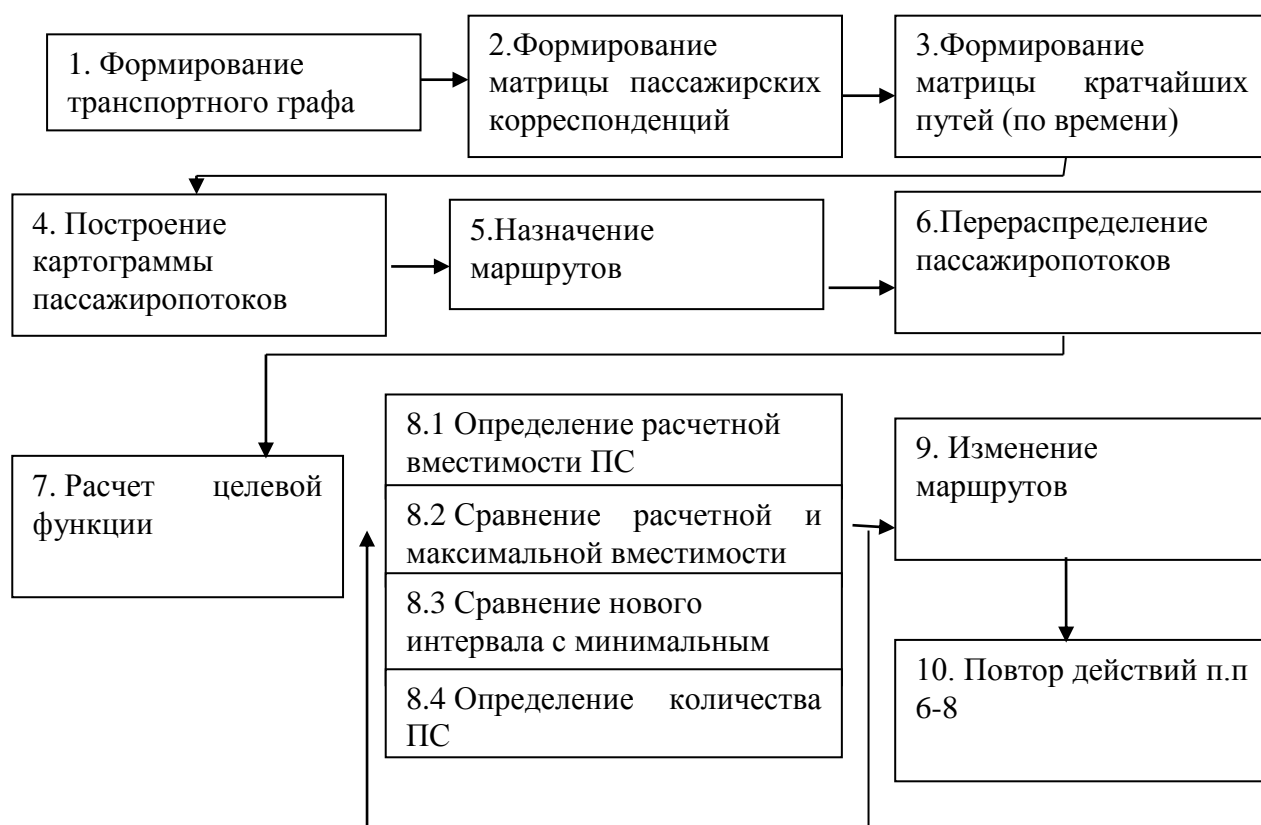 1. Формирование
транспортного графа
2.Формирование
матрицы пассажирских
корреспонденций
3.Формирование
матрицы кратчайших
путей (по времени)
4. Построение
картограммы
пассажиропотоков
5.Назначение
маршрутов
6.Перераспределение
пассажиропотоков
7. Расчет целевой
функции
8.1 Определение расчетной
вместимости ПС
8.2 Сравнение расчетной и
максимальной вместимости
8.3 Сравнение нового
интервала с минимальным
8.4 Определение количества
ПС
9. Изменение
маршрутов
10. Повтор действий п.п
6-8